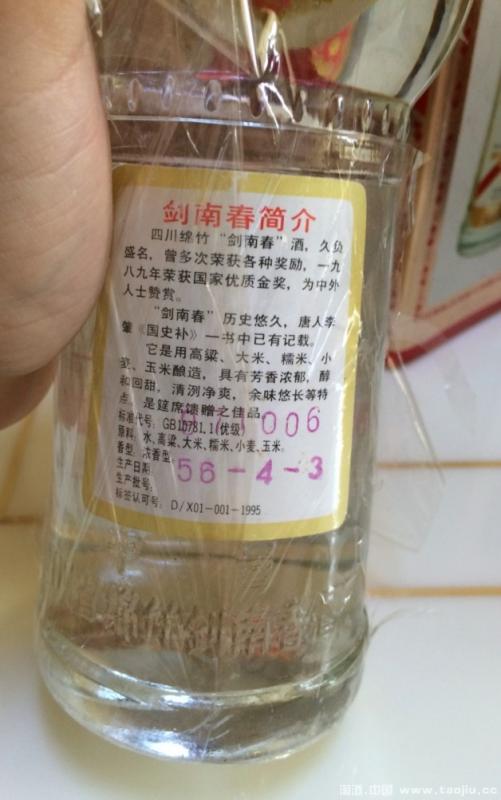 剑南春简介
四川绵竹“剑南春”酒，久负
盛名，曾多次荣获各种奖励，一九
八九年荣获国家优质金奖，为中外
人士赞赏。
“剑南春”历史悠久，唐人李
肇《国史补》一书中已有记载。
它是用高粱、大米、糯米、小
麦、玉米酿造，具有芳香浓郁，醇
和回甜，清洌净爽，余味悠长等特
点。是筵席馈赠之佳品。
标准代号：GB10781.1(优级)
006
原料：水、高粱、大米、糯米、小麦、玉米。
香型：浓香型
生产日期：
56-4-3
生产批号：
标签认可号：D/X01-001-1995
绵竹剑南春
淘酒.中国 www.taojiu.cc